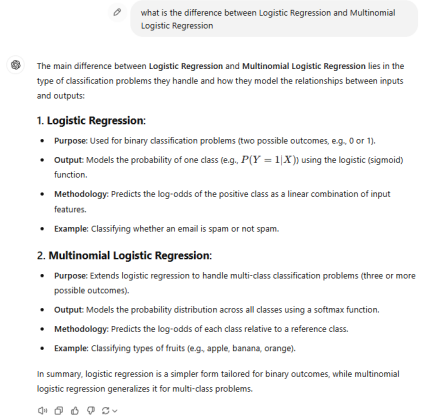 what is the difference between Logistic Regression and Multinomial
Logistic Regression
The main difference between Logistic Regression and Multinomial Logistic Regression lies in the
type of classification problems they handle and how they model the relationships between inputs
and outputs:
1. Logistic Regression:
• Purpose: Used for binary classification problems (two possible outcomes, e.g., 0 or 1).
• Output: Models the probability of one class (e.g., P(Y = 1|X)) using the logistic (sigmoid)
function.
• Methodology: Predicts the log-odds of the positive class as a linear combination of input
features.
• Example: Classifying whether an email is spam or not spam.
2. Multinomial Logistic Regression:
• Purpose: Extends logistic regression to handle multi-class classification problems (three or more
possible outcomes).
• Output: Models the probability distribution across all classes using a softmax function.
• Methodology: Predicts the log-odds of each class relative to a reference class.
• Example: Classifying types of fruits (e.g., apple, banana, orange).
In summary, logistic regression is a simpler form tailored for binary outcomes, while multinomial
logistic regression generalizes it for multi-class problems.